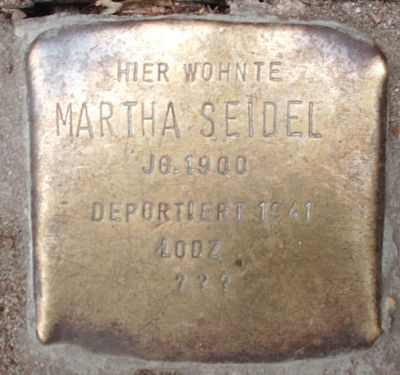 HIER WOHNTE
MARTHA SEIDEL
JG. 1900
DEPORTIERT 1941
LODZ
? ? ?